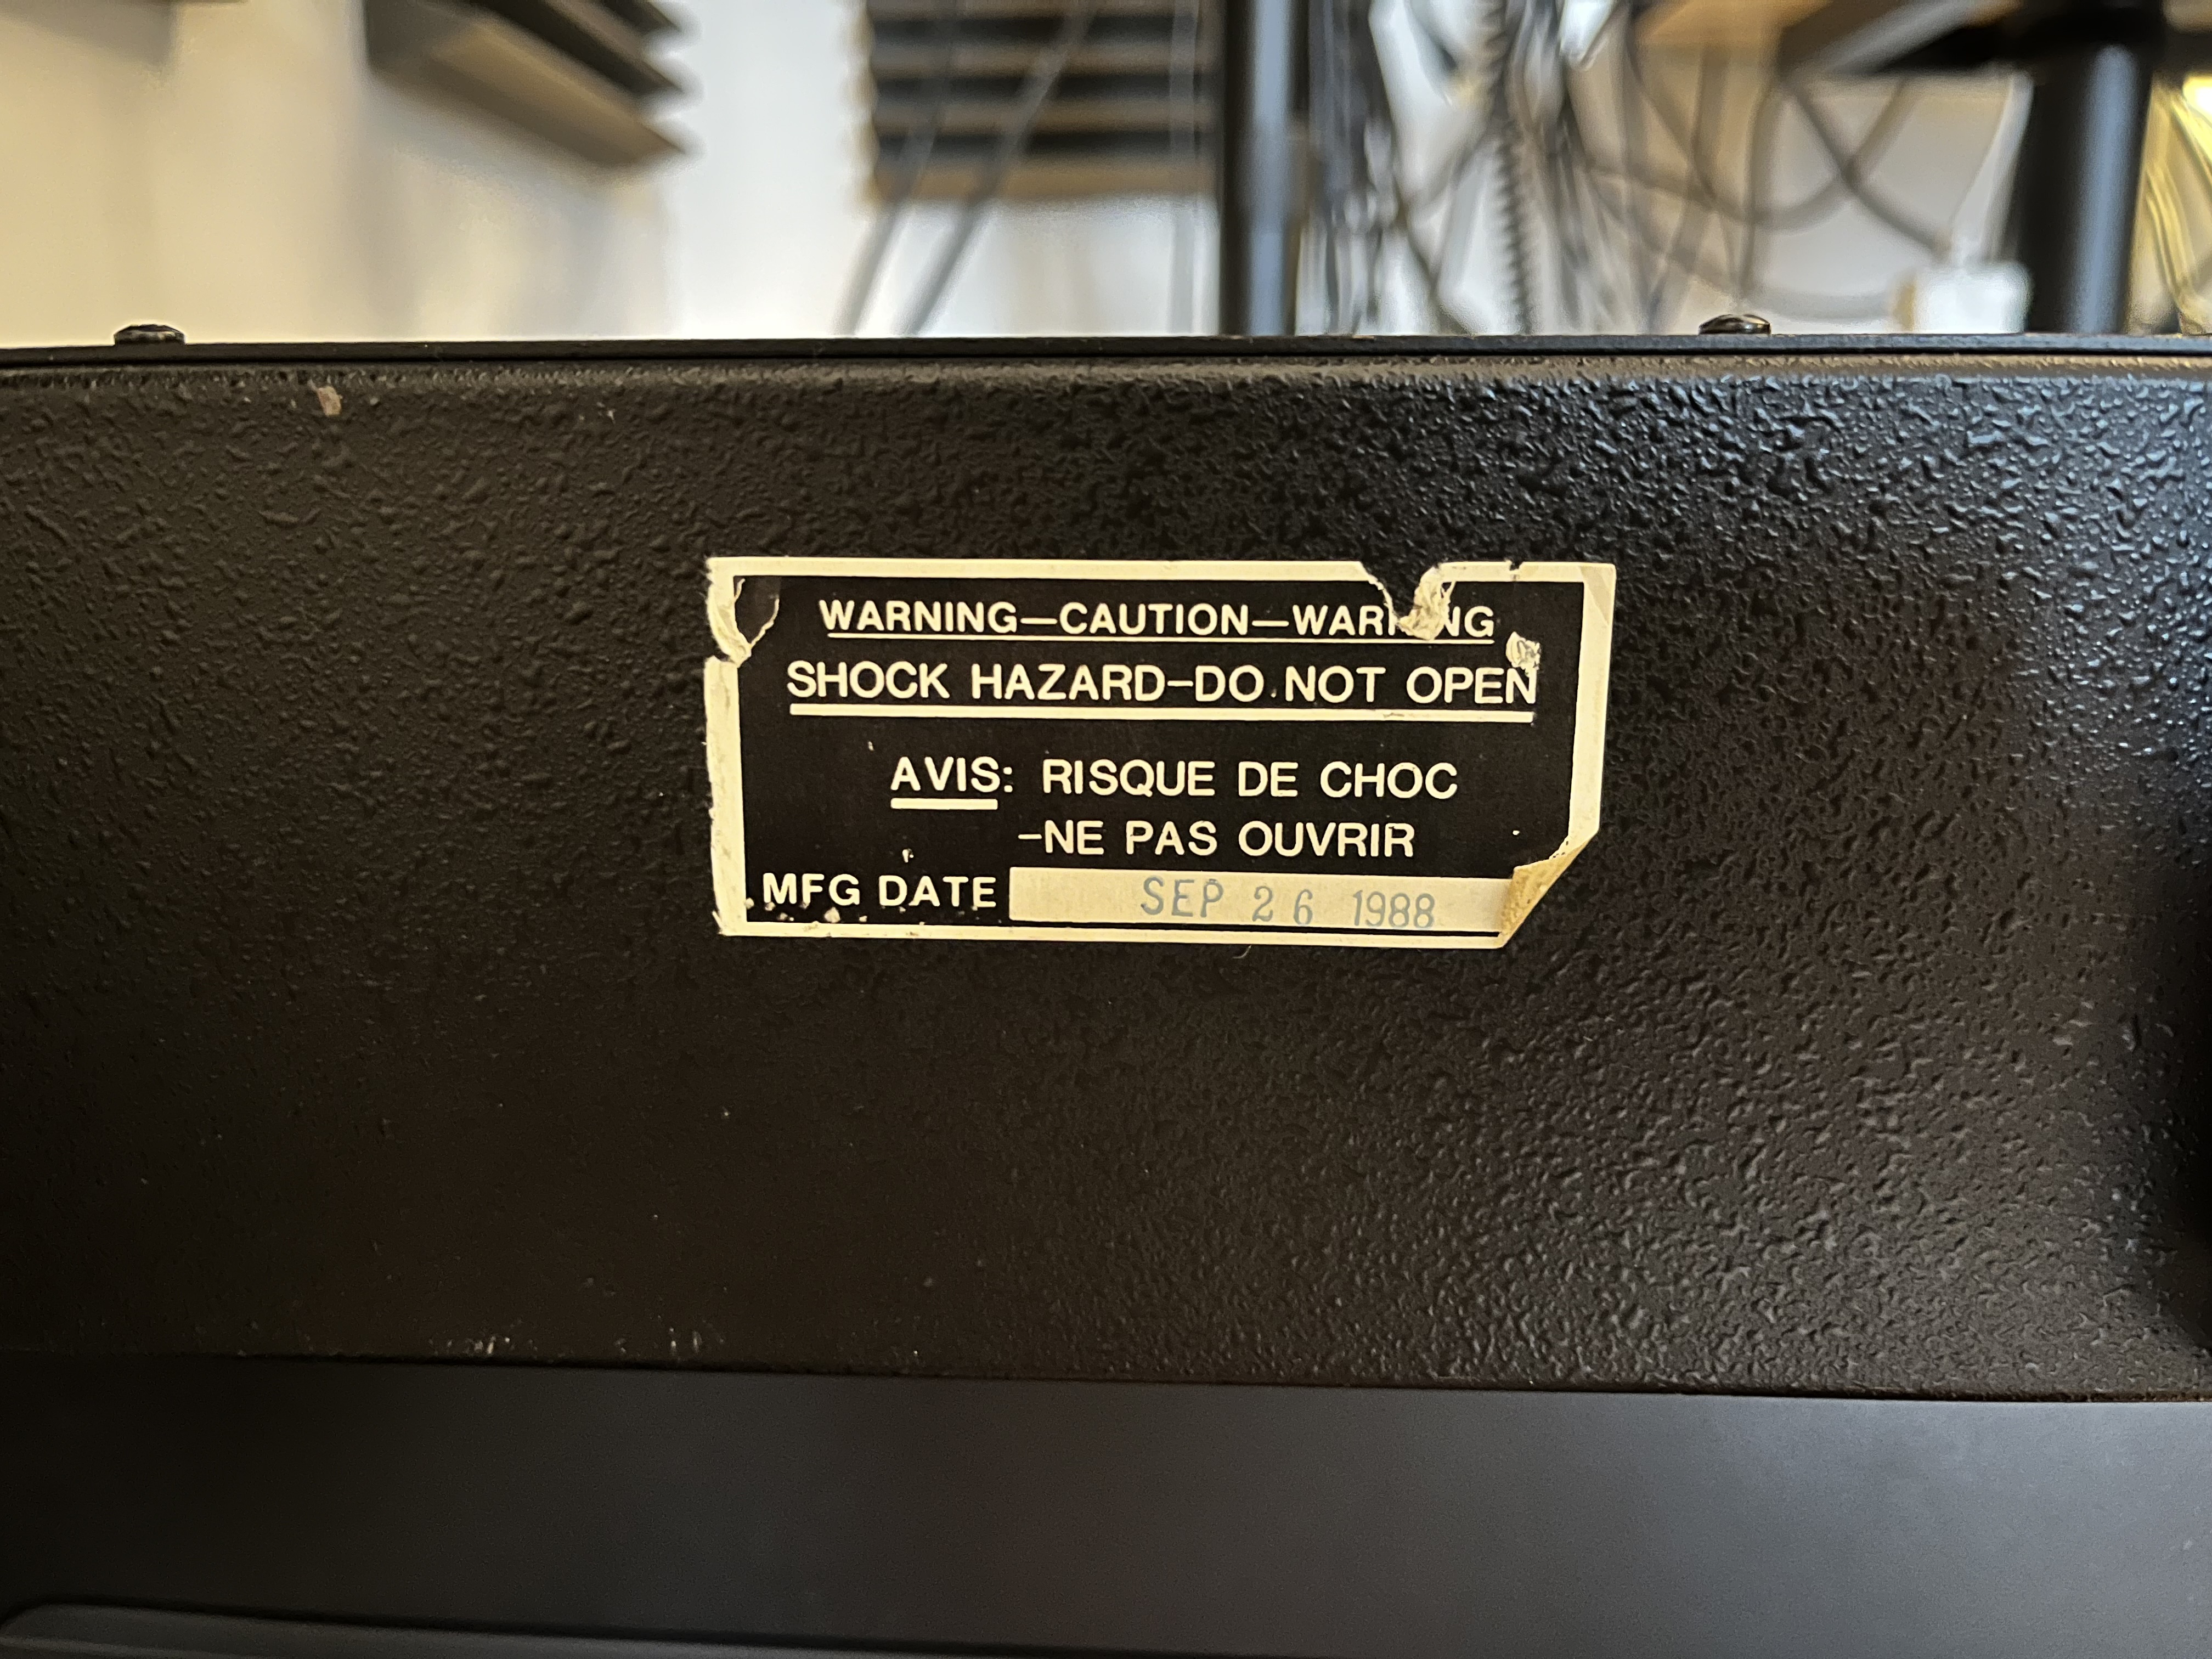 WARNING—CAUTION—WARNING
SHOCK HAZARD–DO NOT OPEN
AVIS: RISQUE DE CHOC
–NE PAS OUVRIR
MFG DATE SEP 26 1988